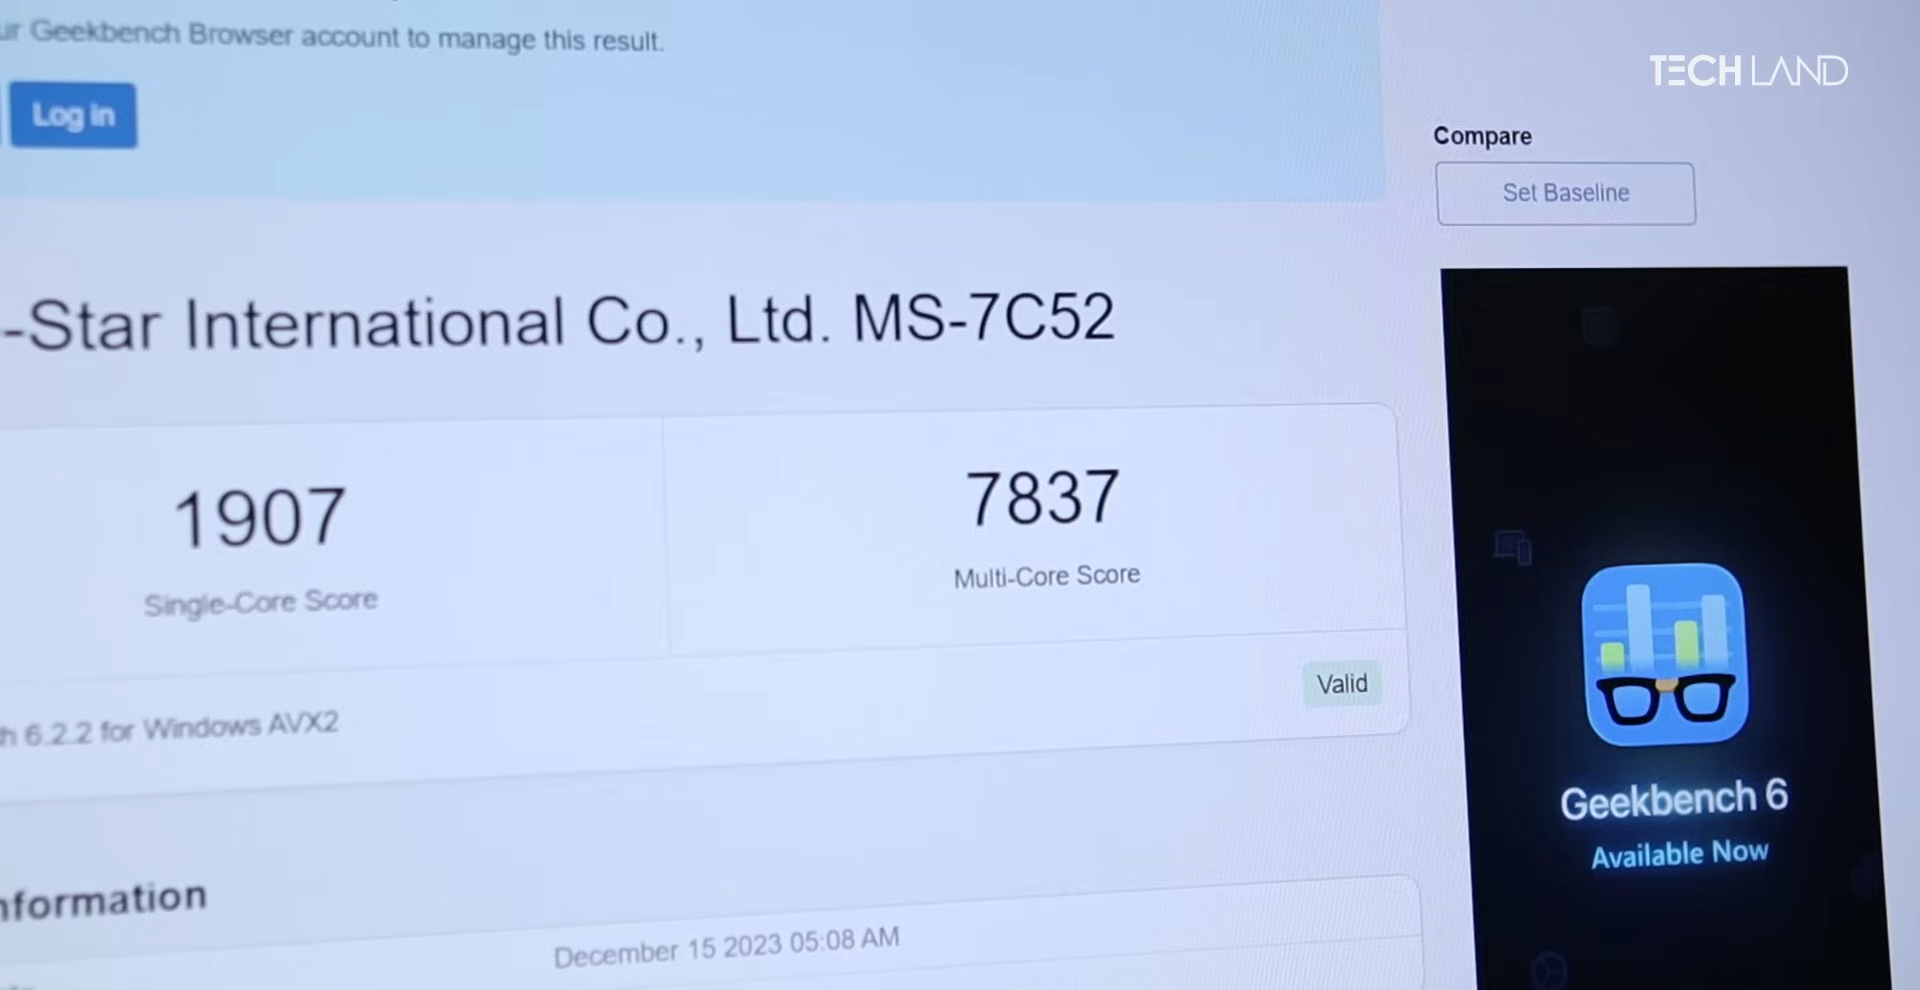 Geekbench Browser account to manage this result.
TECHLAND
Log in
Compare
Set Baseline
-Star International Co., Ltd. MS-7C52
1907
7837
Single-Core Score
Multi-Core Score
Valid
6.2.2 for Windows AVX2
Geekbench 6
Available Now
nformation
December 15 2023 05:08 AM